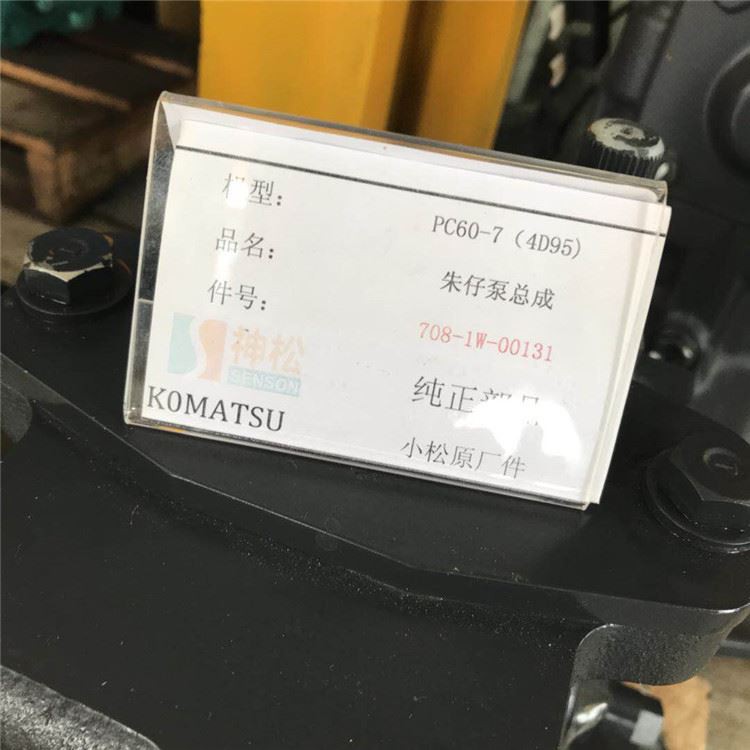 机型： PC60-7（4D95）
品名： 朱仔泵总成
件号： 708-1W-00131
神松
SENSON
纯正部品
KOMATSU
小松原厂件